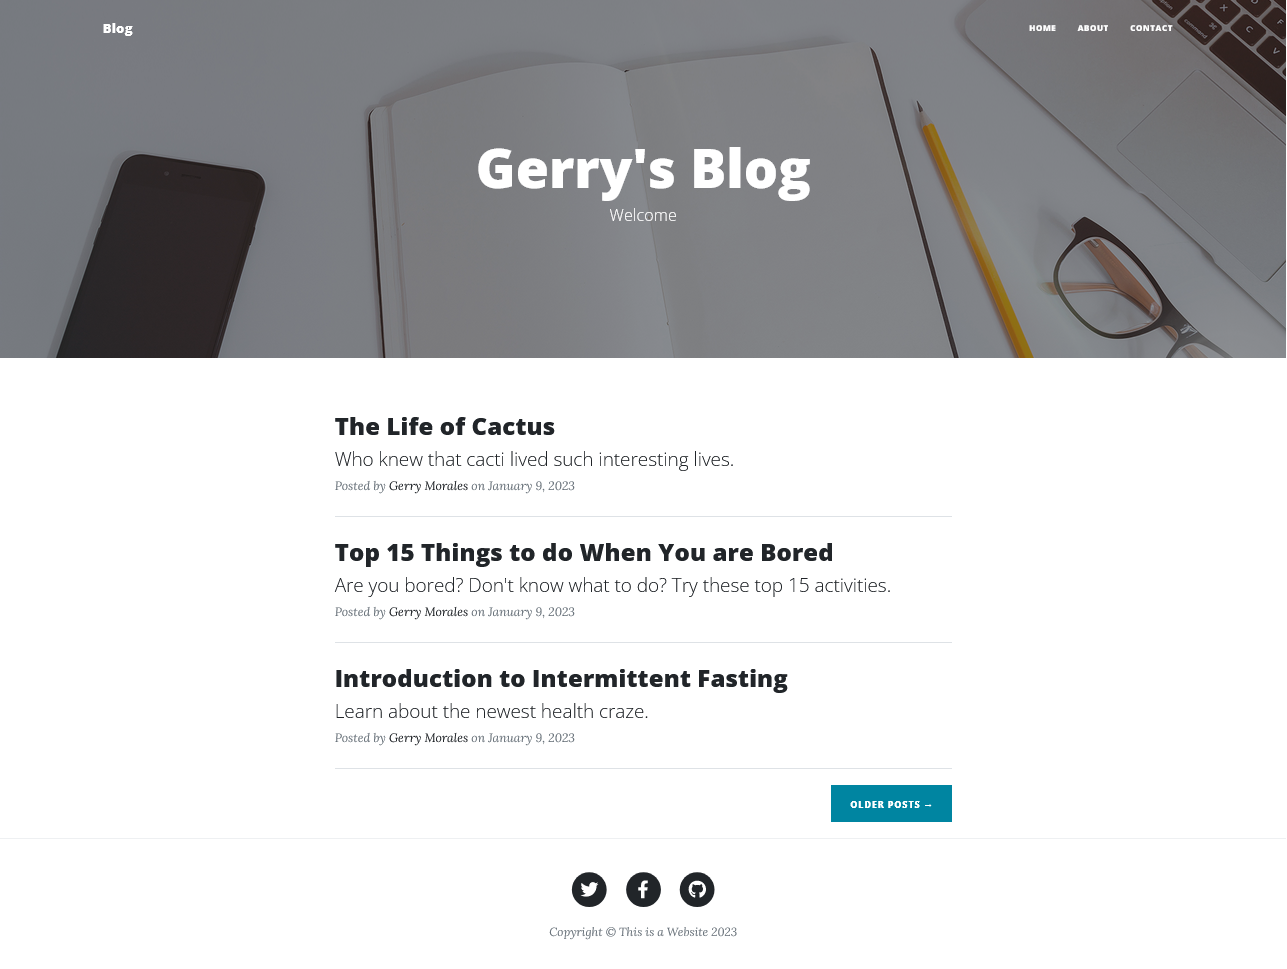 Blog
HOME ABOUT CONTACT
Gerry's Blog
Welcome
The Life of Cactus
Who knew that cacti lived such interesting lives.
Posted by Gerry Morales on January 9, 2023
Top 15 Things to do When You are Bored
Are you bored? Don't know what to do? Try these top 15 activities.
Posted by Gerry Morales on January 9, 2023
Introduction to Intermittent Fasting
Learn about the newest health craze.
Posted by Gerry Morales on January 9, 2023
OLDER POSTS →
Copyright © This is a Website 2023